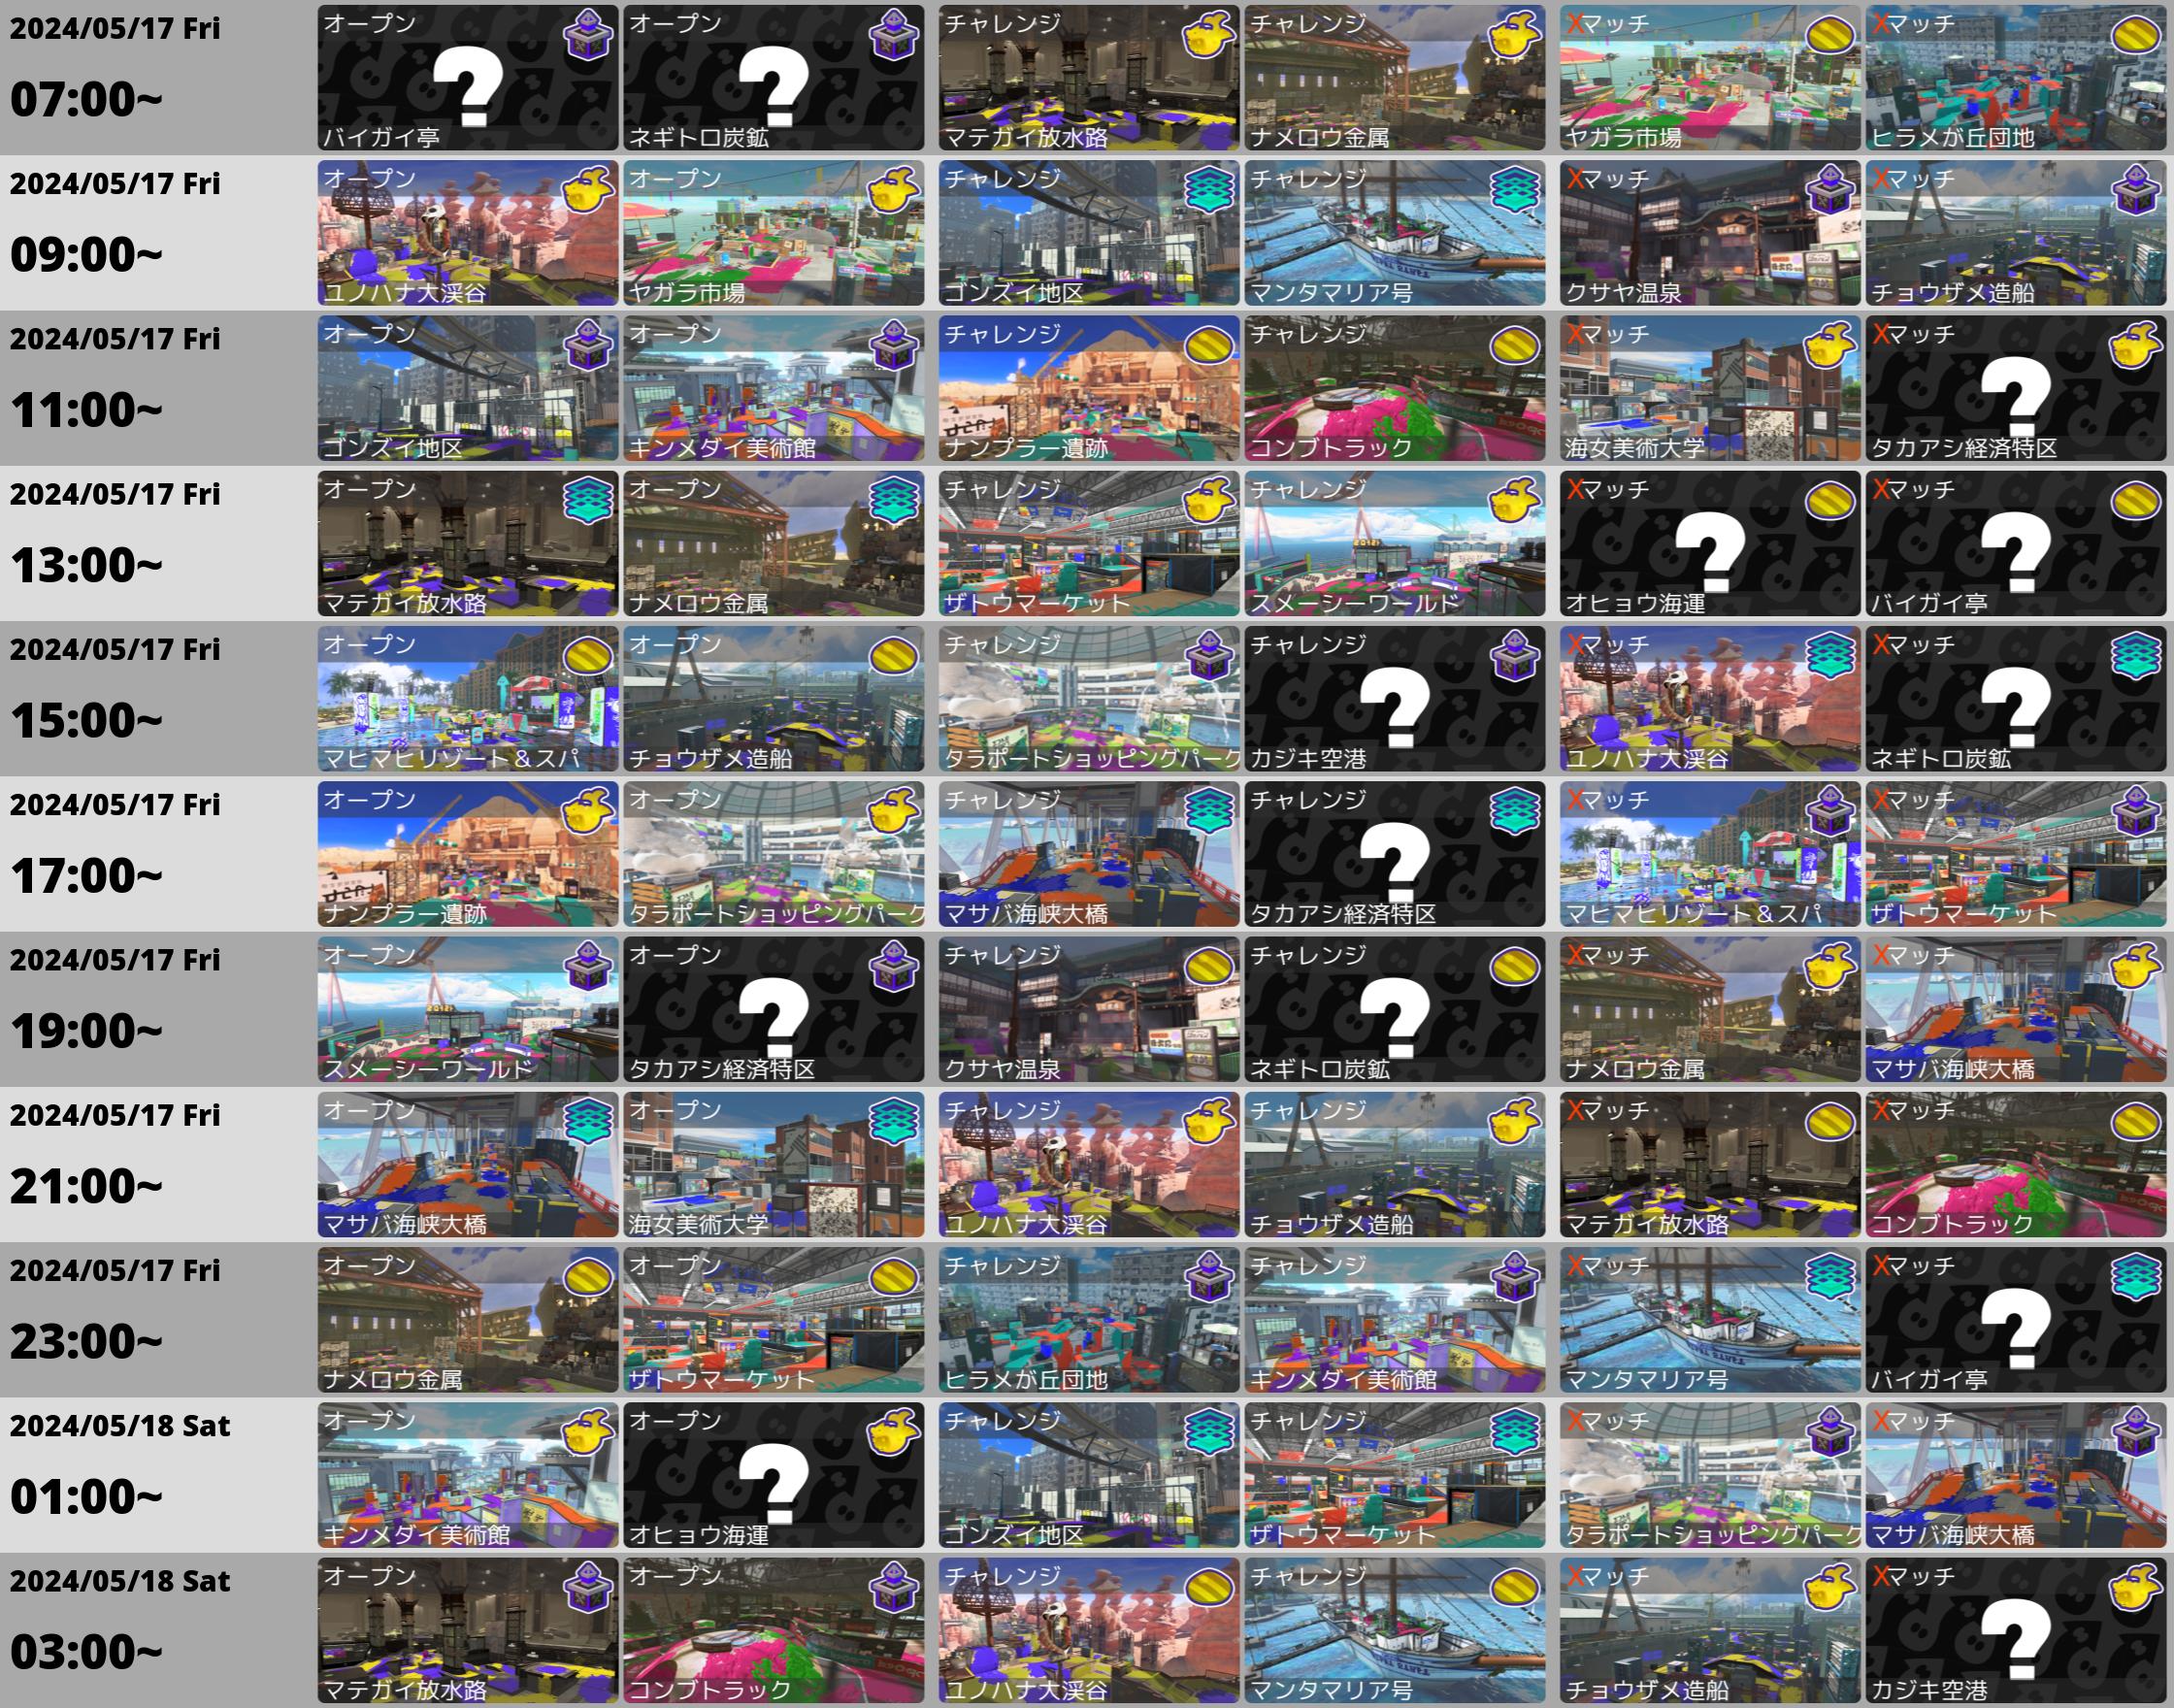 2024/05/17 Fri
07:00~
オープン
バイガイ亭
オープン
ネギトロ炭鉱
チャレンジ
マテガイ放水路
チャレンジ
ナメロウ金属
Xマッチ
ヤガラ市場
Xマッチ
ヒラメが丘団地
2024/05/17 Fri
09:00~
オープン
ユノハナ大渓谷
オープン
ヤガラ市場
チャレンジ
ゴンズイ地区
チャレンジ
マンタマリア号
Xマッチ
クサヤ温泉
Xマッチ
チョウザメ造船
2024/05/17 Fri
11:00~
オープン
ゴンズイ地区
オープン
キンメダイ美術館
チャレンジ
ナンプラー遺跡
チャレンジ
コンブトラック
Xマッチ
海女美術大学
Xマッチ
タカアシ経済特区
2024/05/17 Fri
13:00~
オープン
マテガイ放水路
オープン
ナメロウ金属
チャレンジ
ザトウマーケット
チャレンジ
スメーシーワールド
Xマッチ
オヒョウ海運
Xマッチ
バイガイ亭
2024/05/17 Fri
15:00~
オープン
マヒマヒリゾート＆スパ
オープン
チョウザメ造船
チャレンジ
タラポートショッピングパーク
チャレンジ
カジキ空港
Xマッチ
ユノハナ大渓谷
Xマッチ
ネギトロ炭鉱
2024/05/17 Fri
17:00~
オープン
ナンプラー遺跡
オープン
タラポートショッピングパーク
チャレンジ
マサバ海峡大橋
チャレンジ
タカアシ経済特区
Xマッチ
マヒマヒリゾート＆スパ
Xマッチ
ザトウマーケット
2024/05/17 Fri
19:00~
オープン
スメーシーワールド
オープン
タカアシ経済特区
チャレンジ
クサヤ温泉
チャレンジ
ネギトロ炭鉱
Xマッチ
ナメロウ金属
Xマッチ
マサバ海峡大橋
2024/05/17 Fri
21:00~
オープン
マサバ海峡大橋
オープン
海女美術大学
チャレンジ
ユノハナ大渓谷
チャレンジ
チョウザメ造船
Xマッチ
マテガイ放水路
Xマッチ
コンブトラック
2024/05/17 Fri
23:00~
オープン
ナメロウ金属
オープン
ザトウマーケット
チャレンジ
ヒラメが丘団地
チャレンジ
キンメダイ美術館
Xマッチ
マンタマリア号
Xマッチ
バイガイ亭
2024/05/18 Sat
01:00~
オープン
キンメダイ美術館
オープン
オヒョウ海運
チャレンジ
ゴンズイ地区
チャレンジ
ザトウマーケット
Xマッチ
タラポートショッピングパーク
Xマッチ
マサバ海峡大橋
2024/05/18 Sat
03:00~
オープン
マテガイ放水路
オープン
コンブトラック
チャレンジ
ユノハナ大渓谷
チャレンジ
マンタマリア号
Xマッチ
チョウザメ造船
Xマッチ
カジキ空港